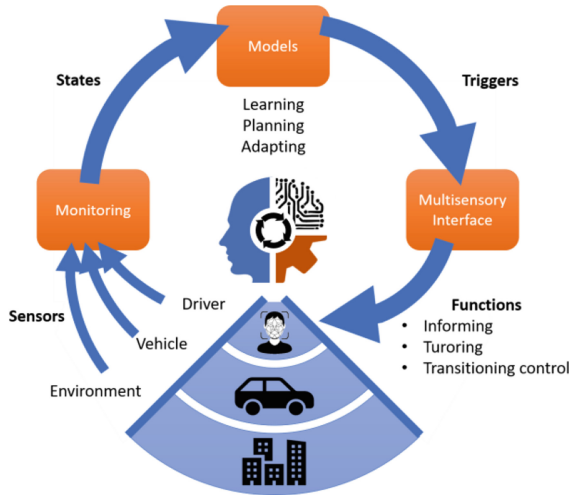 Models
States
Triggers
Learning
Planning
Adapting
Monitoring
Multisensory
Interface
Sensors
Driver
Vehicle
Environment
Functions
• Informing
• Turoring
• Transitioning control